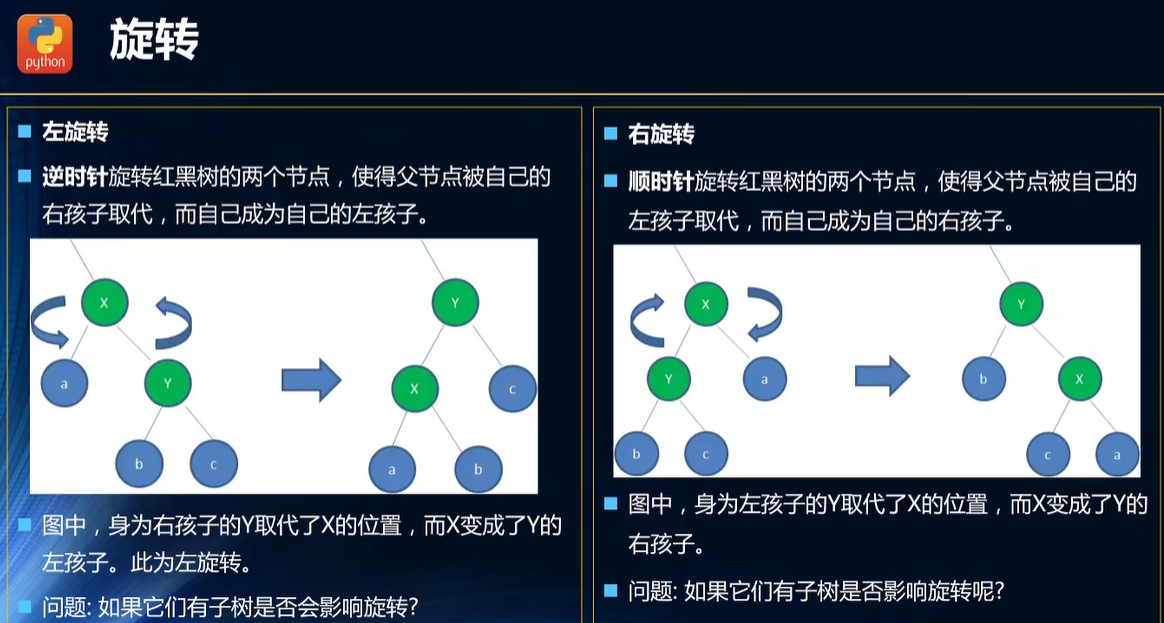 python
旋转
左旋转
逆时针旋转红黑树的两个节点，使得父节点被自己的
右孩子取代，而自己成为自己的左孩子。
X
Y
a
Y
X
c
b
c
a
b
图中，身为右孩子的Y取代了X的位置，而X变成了Y的
左孩子。此为左旋转。
问题: 如果它们有子树是否会影响旋转?
右旋转
顺时针旋转红黑树的两个节点，使得父节点被自己的
左孩子取代，而自己成为自己的右孩子。
X
Y
Y
a
b
X
b
c
c
a
图中，身为左孩子的Y取代了X的位置，而X变成了Y的
右孩子。
问题: 如果它们有子树是否影响旋转呢?